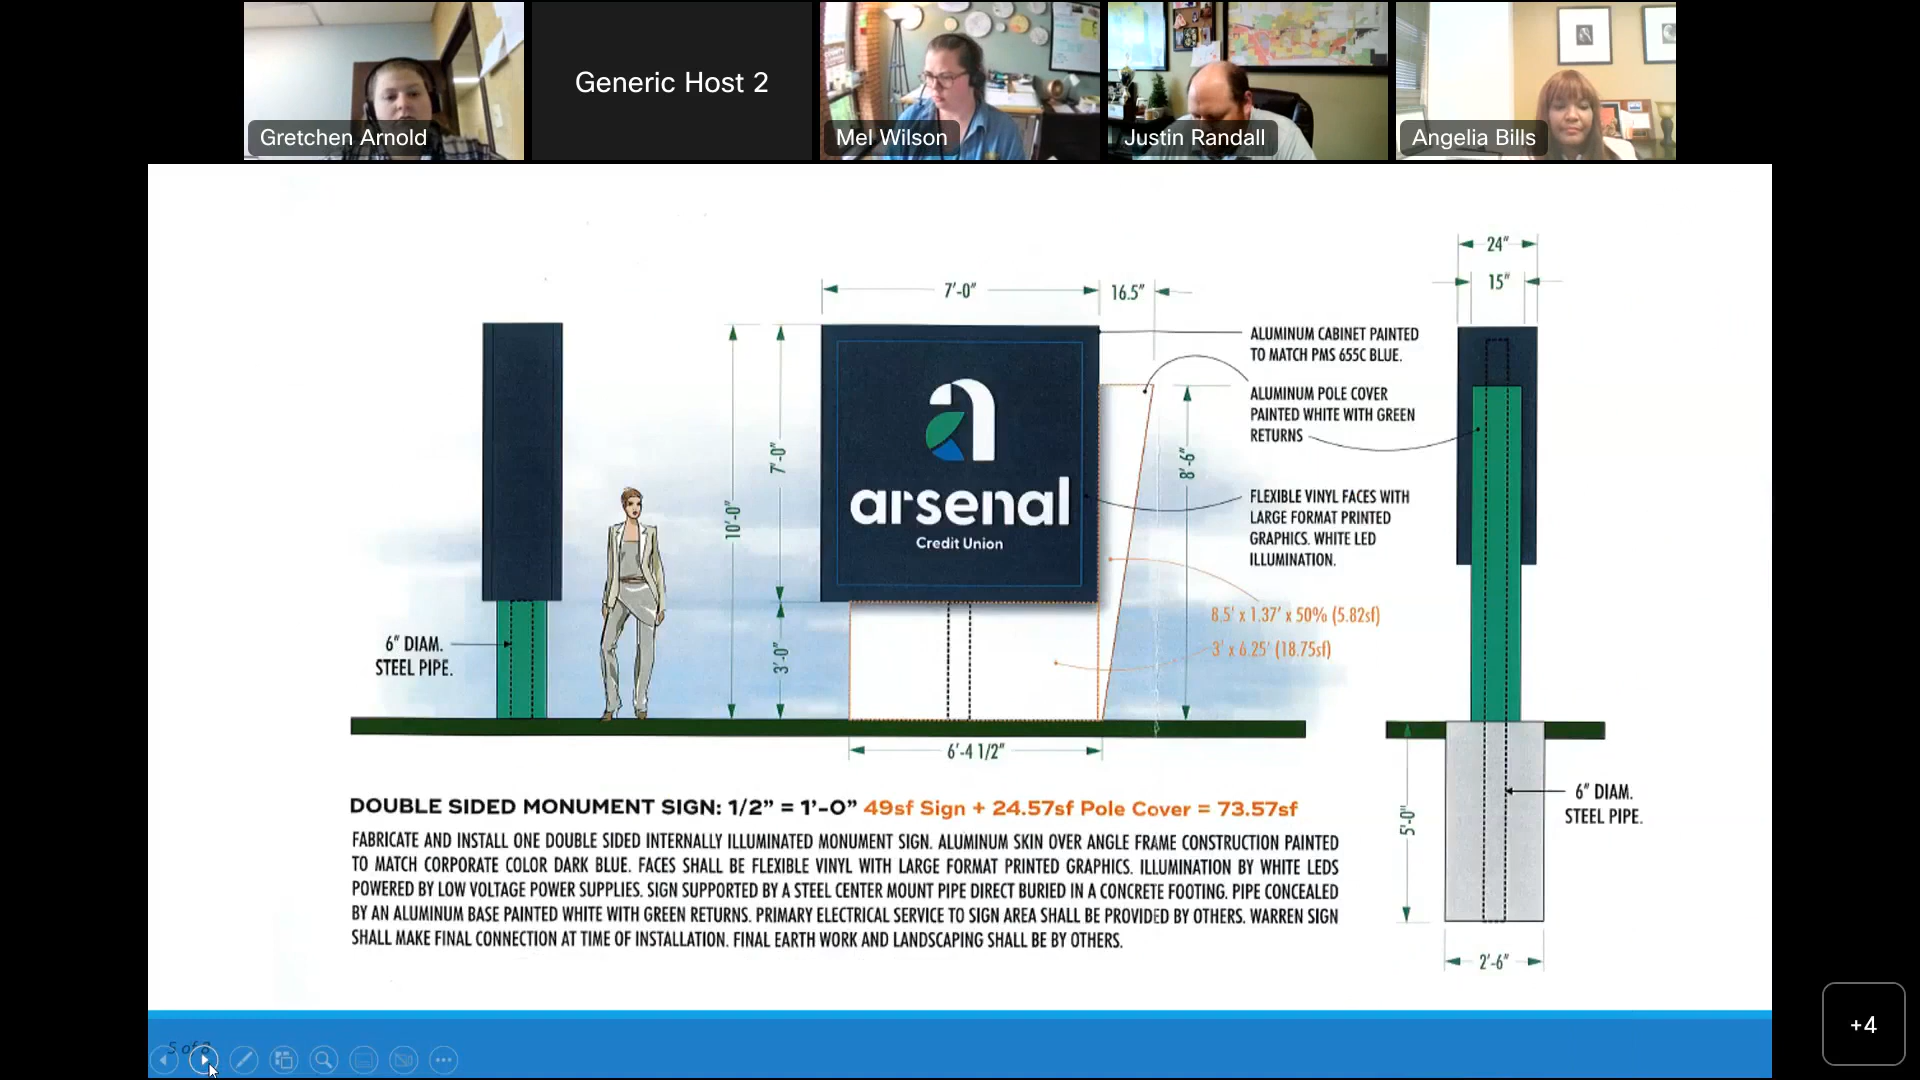 Gretchen Arnold
Generic Host 2
Mel Wilson
Justin Randall
Angelia Bills
24"
15"
7'-0"
16.5"
ALUMINUM CABINET PAINTED
TO MATCH PMS 655C BLUE.
ALUMINUM POLE COVER
PAINTED WHITE WITH GREEN
RETURNS
7'-0"
10'-0"
8'-6"
arsenal
Credit Union
FLEXIBLE VINYL FACES WITH
LARGE FORMAT PRINTED
GRAPHICS. WHITE LED
ILLUMINATION.
8.5' x 1.37' x 50% (5.82sf)
3' x 6.25' (18.75sf)
6" DIAM.
STEEL PIPE.
3'-0"
6'-4 1/2"
6" DIAM.
STEEL PIPE.
5'-0"
2'-6"
DOUBLE SIDED MONUMENT SIGN: 1/2" = 1'-0" 49sf Sign + 24.57sf Pole Cover = 73.57sf
FABRICATE AND INSTALL ONE DOUBLE SIDED INTERNALLY ILLUMINATED MONUMENT SIGN. ALUMINUM SKIN OVER ANGLE FRAME CONSTRUCTION PAINTED
TO MATCH CORPORATE COLOR DARK BLUE. FACES SHALL BE FLEXIBLE VINYL WITH LARGE FORMAT PRINTED GRAPHICS. ILLUMINATION BY WHITE LEDS
POWERED BY LOW VOLTAGE POWER SUPPLIES. SIGN SUPPORTED BY A STEEL CENTER MOUNT PIPE DIRECT BURIED IN A CONCRETE FOOTING. PIPE CONCEALED
BY AN ALUMINUM BASE PAINTED WHITE WITH GREEN RETURNS. PRIMARY ELECTRICAL SERVICE TO SIGN AREA SHALL BE PROVIDED BY OTHERS. WARREN SIGN
SHALL MAKE FINAL CONNECTION AT TIME OF INSTALLATION. FINAL EARTH WORK AND LANDSCAPING SHALL BE BY OTHERS.
5 of 8
+4